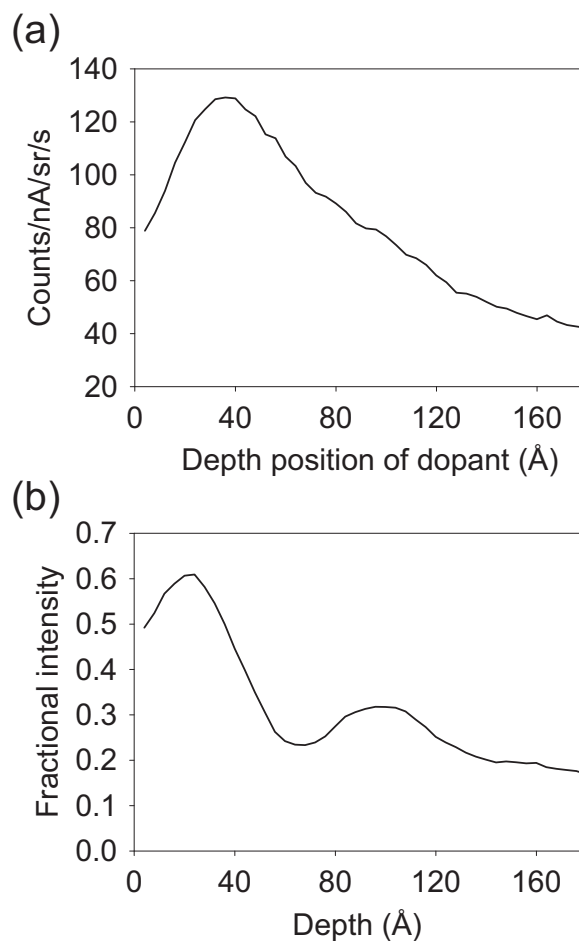 (a)
Counts/nA/sr/s
140
120
100
80
60
40
20
0 40 80 120 160
Depth position of dopant (Å)
(b)
Fractional intensity
0.7
0.6
0.5
0.4
0.3
0.2
0.1
0.0
0 40 80 120 160
Depth (Å)